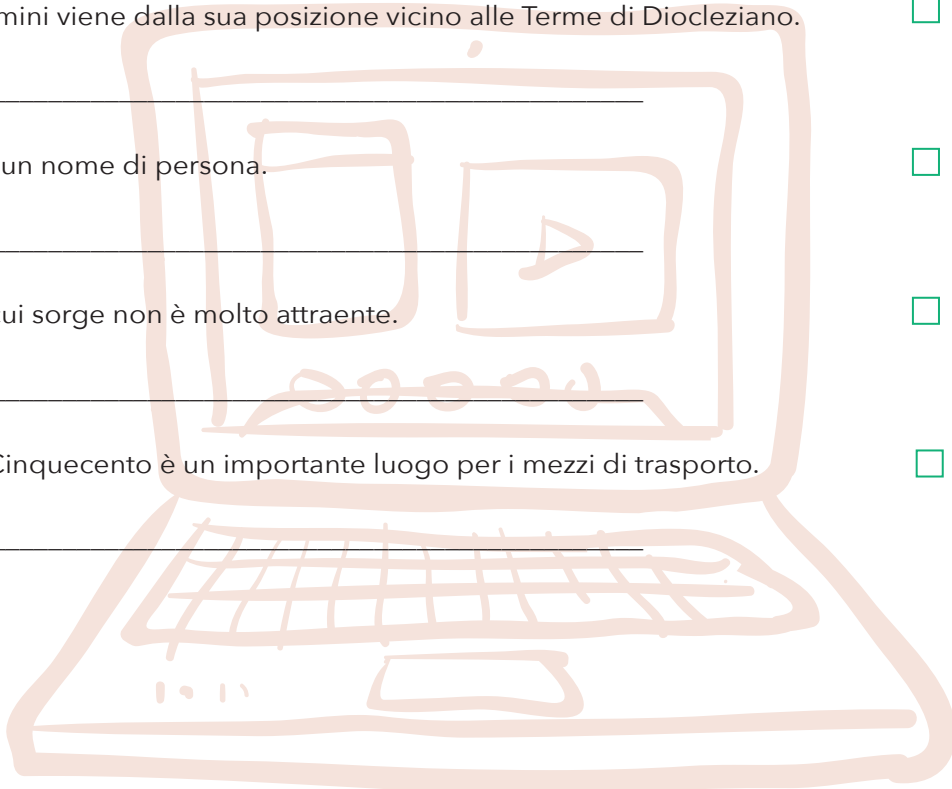 mini viene dalla sua posizione vicino alle Terme di Diocleziano.
un nome di persona.
cui sorge non è molto attraente.
Cinquecento è un importante luogo per i mezzi di trasporto.